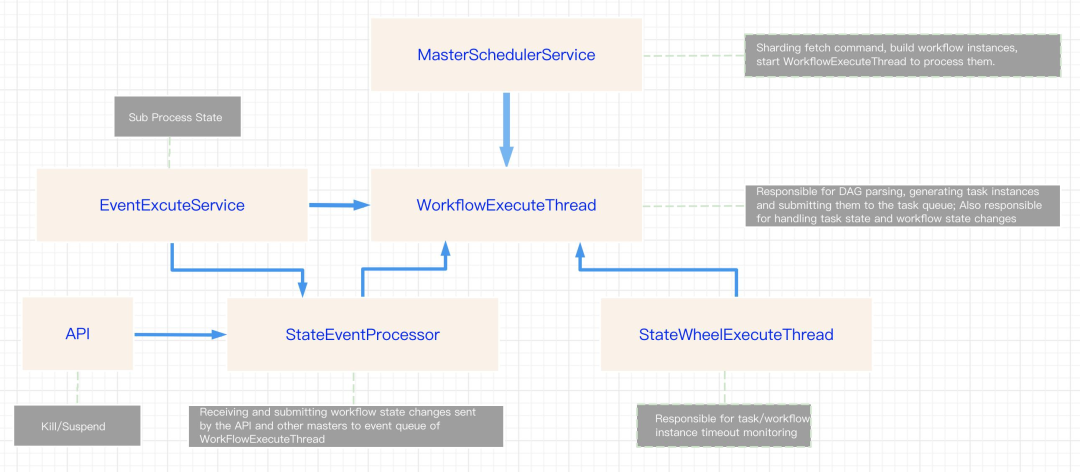 MasterSchedulerService
Sharding fetch command, build workflow instances,
start WorkflowExecuteThread to process them.
Sub Process State
EventExcuteService
WorkflowExecuteThread
Responsible for DAG parsing, generating task instances
and submitting them to the task queue; Also responsible
for handling task state and workflow state changes
API
StateEventProcessor
StateWheelExecuteThread
Kill/Suspend
Receiving and submitting workflow state changes sent
by the API and other masters to event queue of
WorkFlowExecuteThread
Responsible for task/workflow
instance timeout monitoring